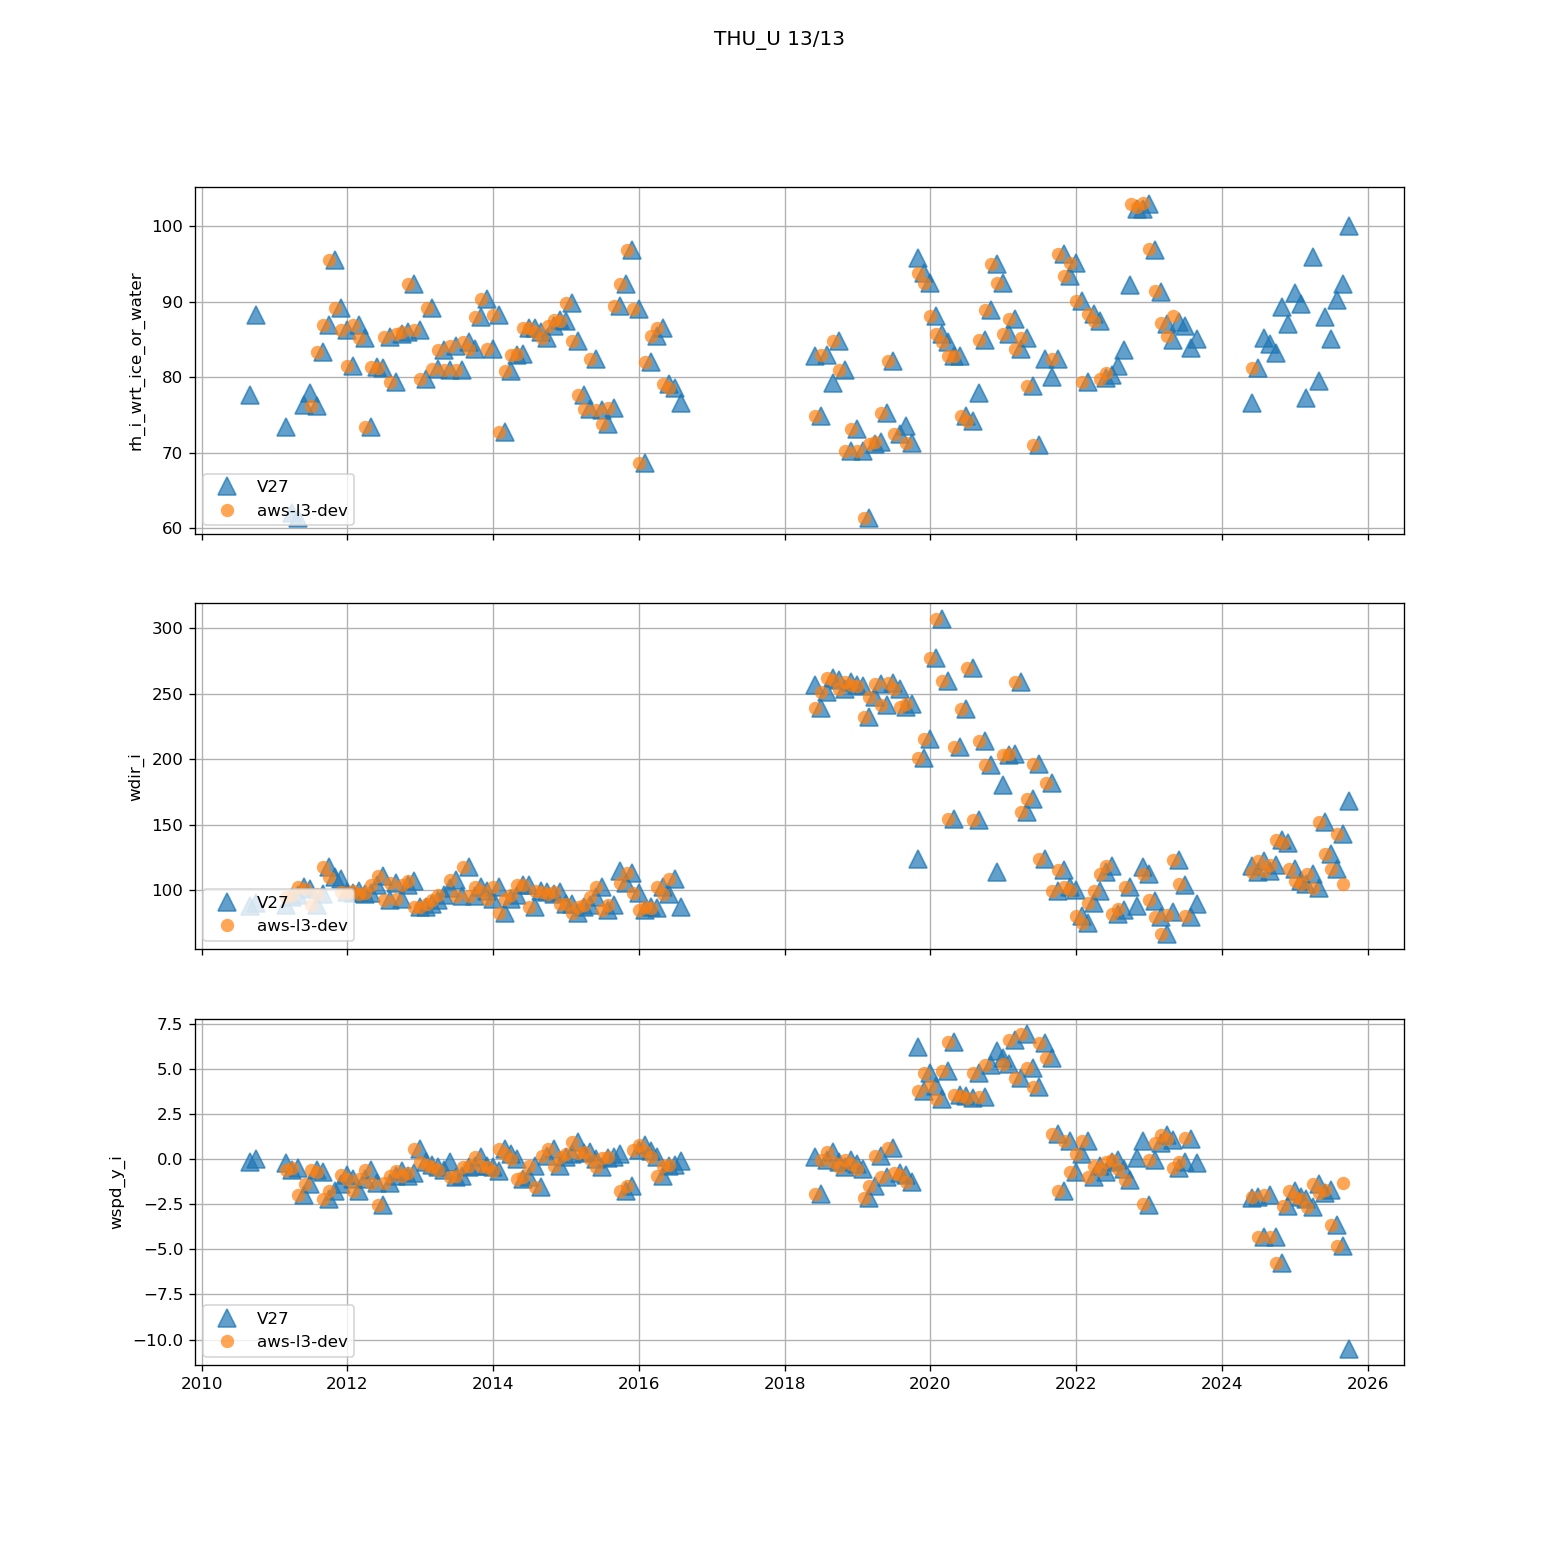 THU_U 13/13
rh_i_wrt_ice_or_water
100
90
80
70
60
V27
aws-l3-dev
wdir_i
300
250
200
150
100
V27
aws-l3-dev
wspd_y_i
7.5
5.0
2.5
0.0
−2.5
−5.0
−7.5
−10.0
V27
aws-l3-dev
2010 2012 2014 2016 2018 2020 2022 2024 2026